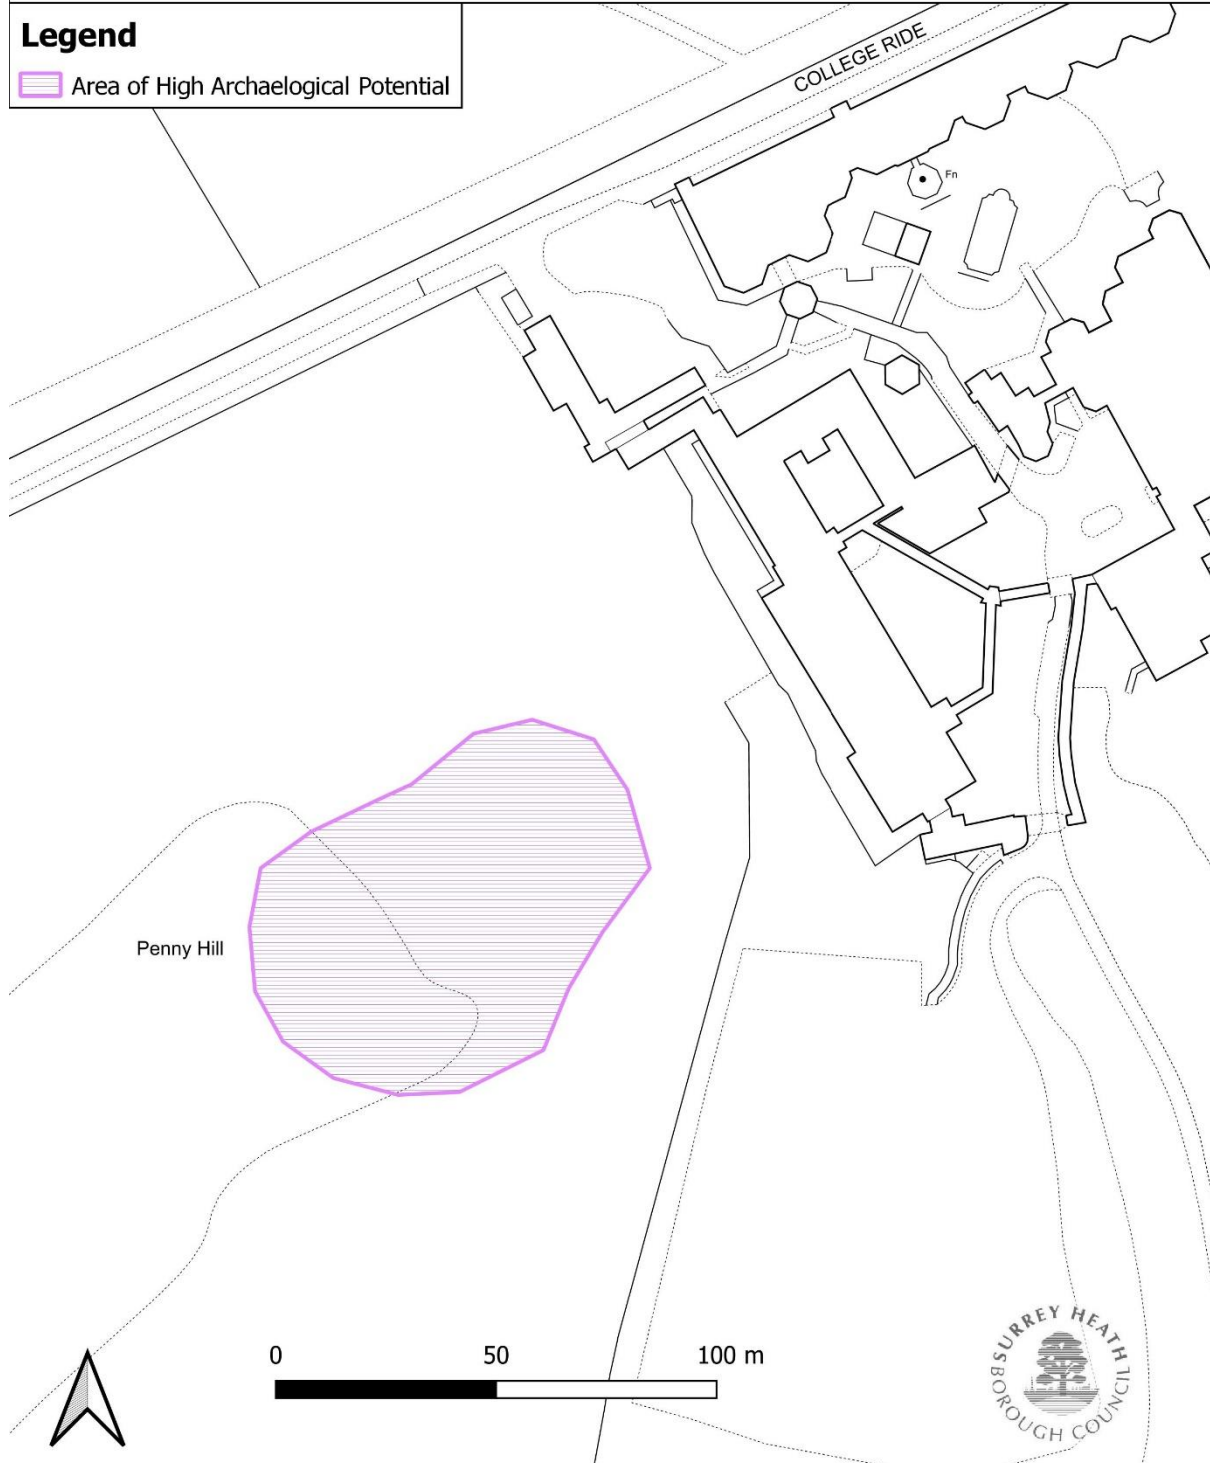 Legend
Area of High Archaelogical Potential
COLLEGE RIDE
Fn
Penny Hill
0 50 100 m
SURREY HEATH
BOROUGH COUNCIL